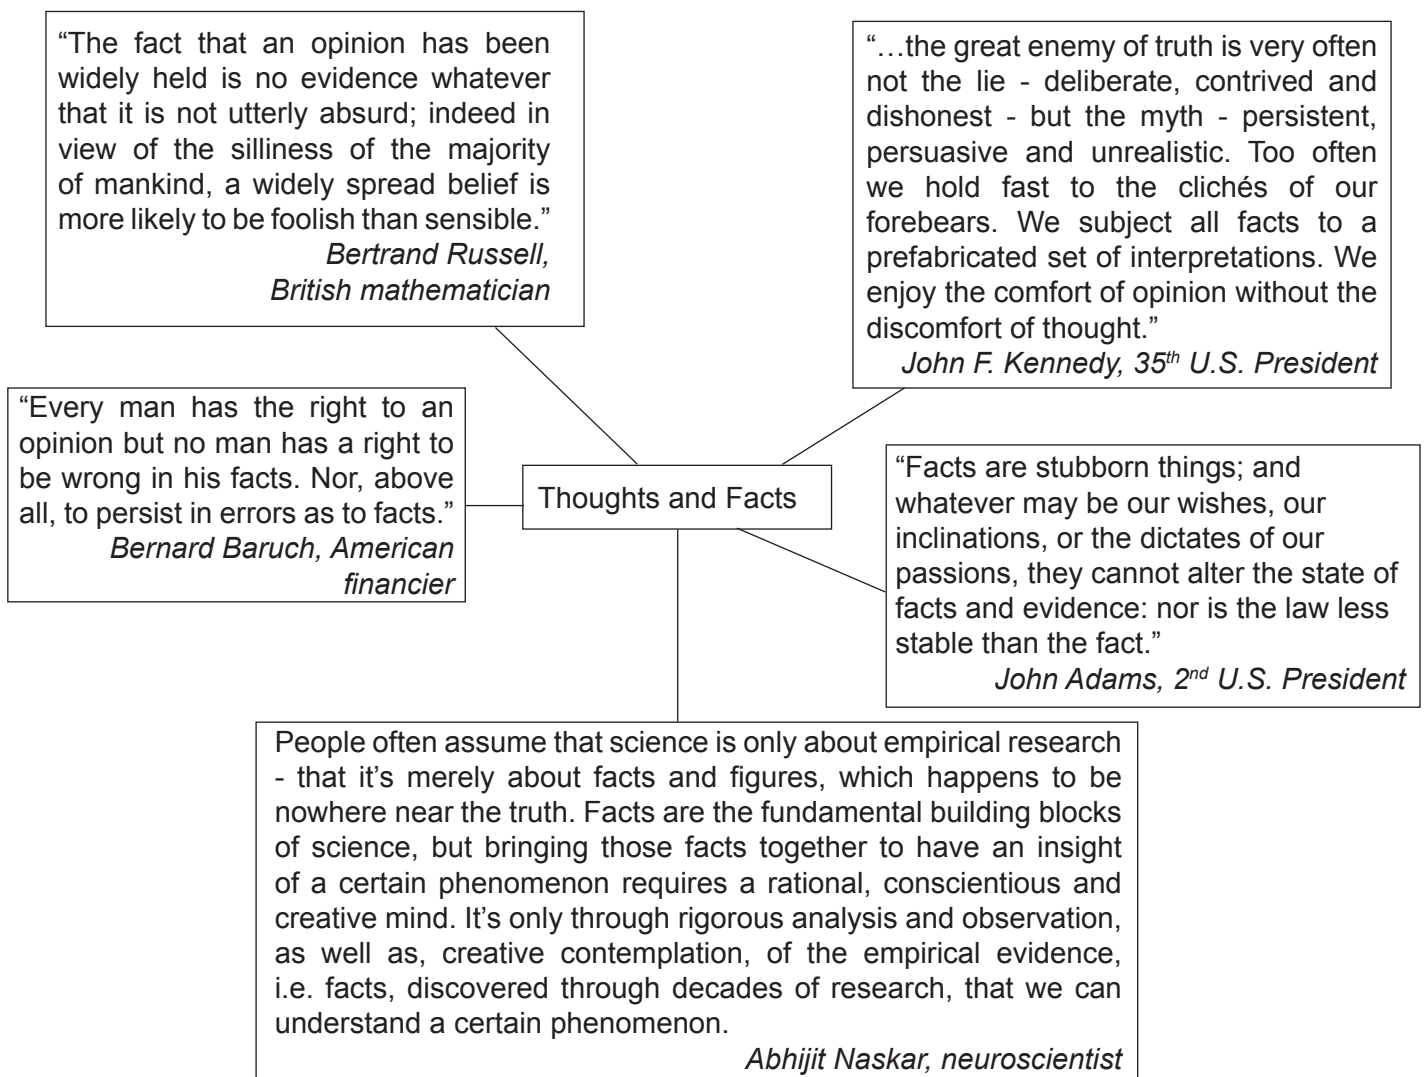 “The fact that an opinion has been
widely held is no evidence whatever
that it is not utterly absurd; indeed in
view of the silliness of the majority
of mankind, a widely spread belief is
more likely to be foolish than sensible.”
Bertrand Russell,
British mathematician
“…the great enemy of truth is very often
not the lie - deliberate, contrived and
dishonest - but the myth - persistent,
persuasive and unrealistic. Too often
we hold fast to the clichés of our
forebears. We subject all facts to a
prefabricated set of interpretations. We
enjoy the comfort of opinion without the
discomfort of thought.”
John F. Kennedy, 35th U.S. President
“Every man has the right to an
opinion but no man has a right to
be wrong in his facts. Nor, above
all, to persist in errors as to facts.”
Bernard Baruch, American
financier
Thoughts and Facts
“Facts are stubborn things; and
whatever may be our wishes, our
inclinations, or the dictates of our
passions, they cannot alter the state of
facts and evidence: nor is the law less
stable than the fact.”
John Adams, 2nd U.S. President
People often assume that science is only about empirical research
- that it’s merely about facts and figures, which happens to be
nowhere near the truth. Facts are the fundamental building blocks
of science, but bringing those facts together to have an insight
of a certain phenomenon requires a rational, conscientious and
creative mind. It’s only through rigorous analysis and observation,
as well as, creative contemplation, of the empirical evidence,
i.e. facts, discovered through decades of research, that we can
understand a certain phenomenon.
Abhijit Naskar, neuroscientist